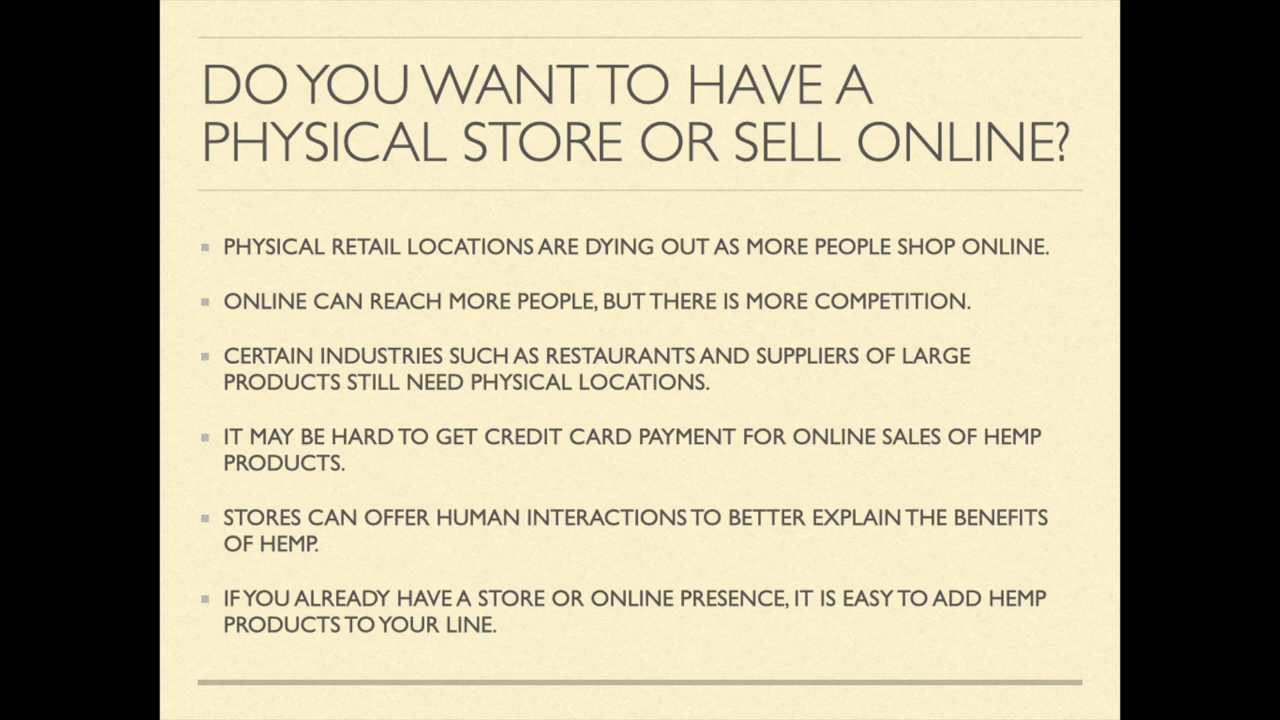 DO YOU WANT TO HAVE A
PHYSICAL STORE OR SELL ONLINE?
PHYSICAL RETAIL LOCATIONS ARE DYING OUT AS MORE PEOPLE SHOP ONLINE.
ONLINE CAN REACH MORE PEOPLE, BUT THERE IS MORE COMPETITION.
CERTAIN INDUSTRIES SUCH AS RESTAURANTS AND SUPPLIERS OF LARGE
PRODUCTS STILL NEED PHYSICAL LOCATIONS.
IT MAY BE HARD TO GET CREDIT CARD PAYMENT FOR ONLINE SALES OF HEMP
PRODUCTS.
STORES CAN OFFER HUMAN INTERACTIONS TO BETTER EXPLAIN THE BENEFITS
OF HEMP.
IF YOU ALREADY HAVE A STORE OR ONLINE PRESENCE, IT IS EASY TO ADD HEMP
PRODUCTS TO YOUR LINE.